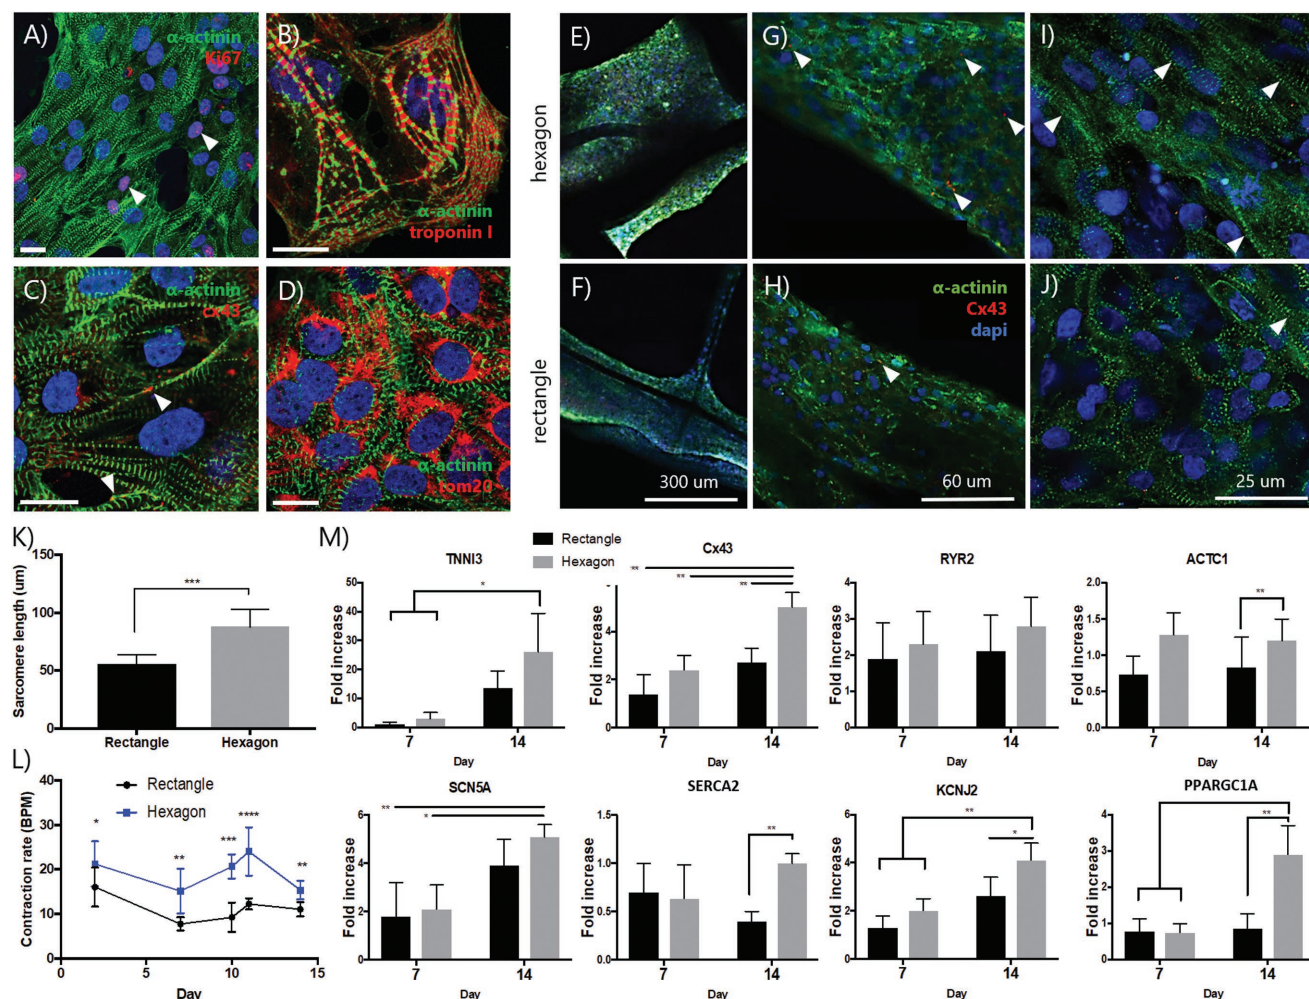 A)
α-actinin
Ki67
B)
α-actinin
troponin I
C)
α-actinin
cx43
D)
α-actinin
tom20
hexagon
E)
G)
I)
rectangle
F)
300 um
H)
α-actinin
Cx43
dapi
60 um
J)
25 um
K)
Sarcomere length (um)
150
100
50
0
***
Rectangle
Hexagon
L)
Rectangle
Hexagon
Contraction rate (BPM)
40
30
20
10
0
*
**
***
****
**
0
5
10
15
Day
M)
Rectangle
Hexagon
TNNI3
Fold increase
50
40
30
20
10
0
*
7
14
Day
Cx43
Fold increase
6
4
2
0
**
**
**
7
14
Day
RYR2
Fold increase
4
3
2
1
0
7
14
Day
ACTC1
Fold increase
2.0
1.5
1.0
0.5
0.0
**
7
14
Day
SCN5A
Fold increase
6
4
2
0
**
*
7
14
Day
SERCA2
Fold increase
1.5
1.0
0.5
0.0
**
7
14
Day
KCNJ2
Fold increase
6
4
2
0
**
*
7
14
Day
PPARGC1A
Fold increase
4
3
2
1
0
**
7
14
Day